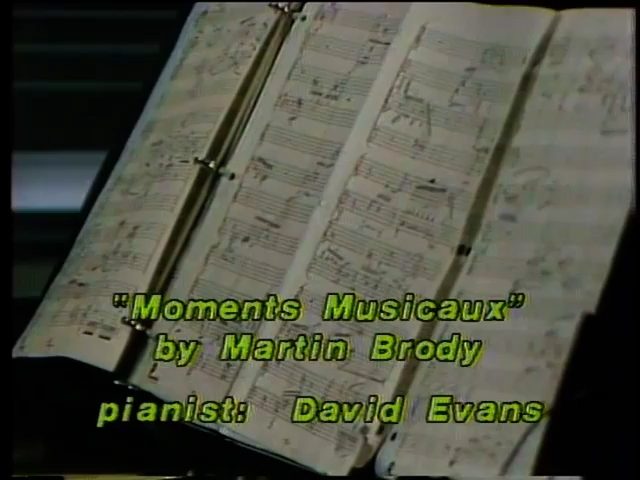 "Moments Musicaux"
by Martin Brody
pianist: David Evans